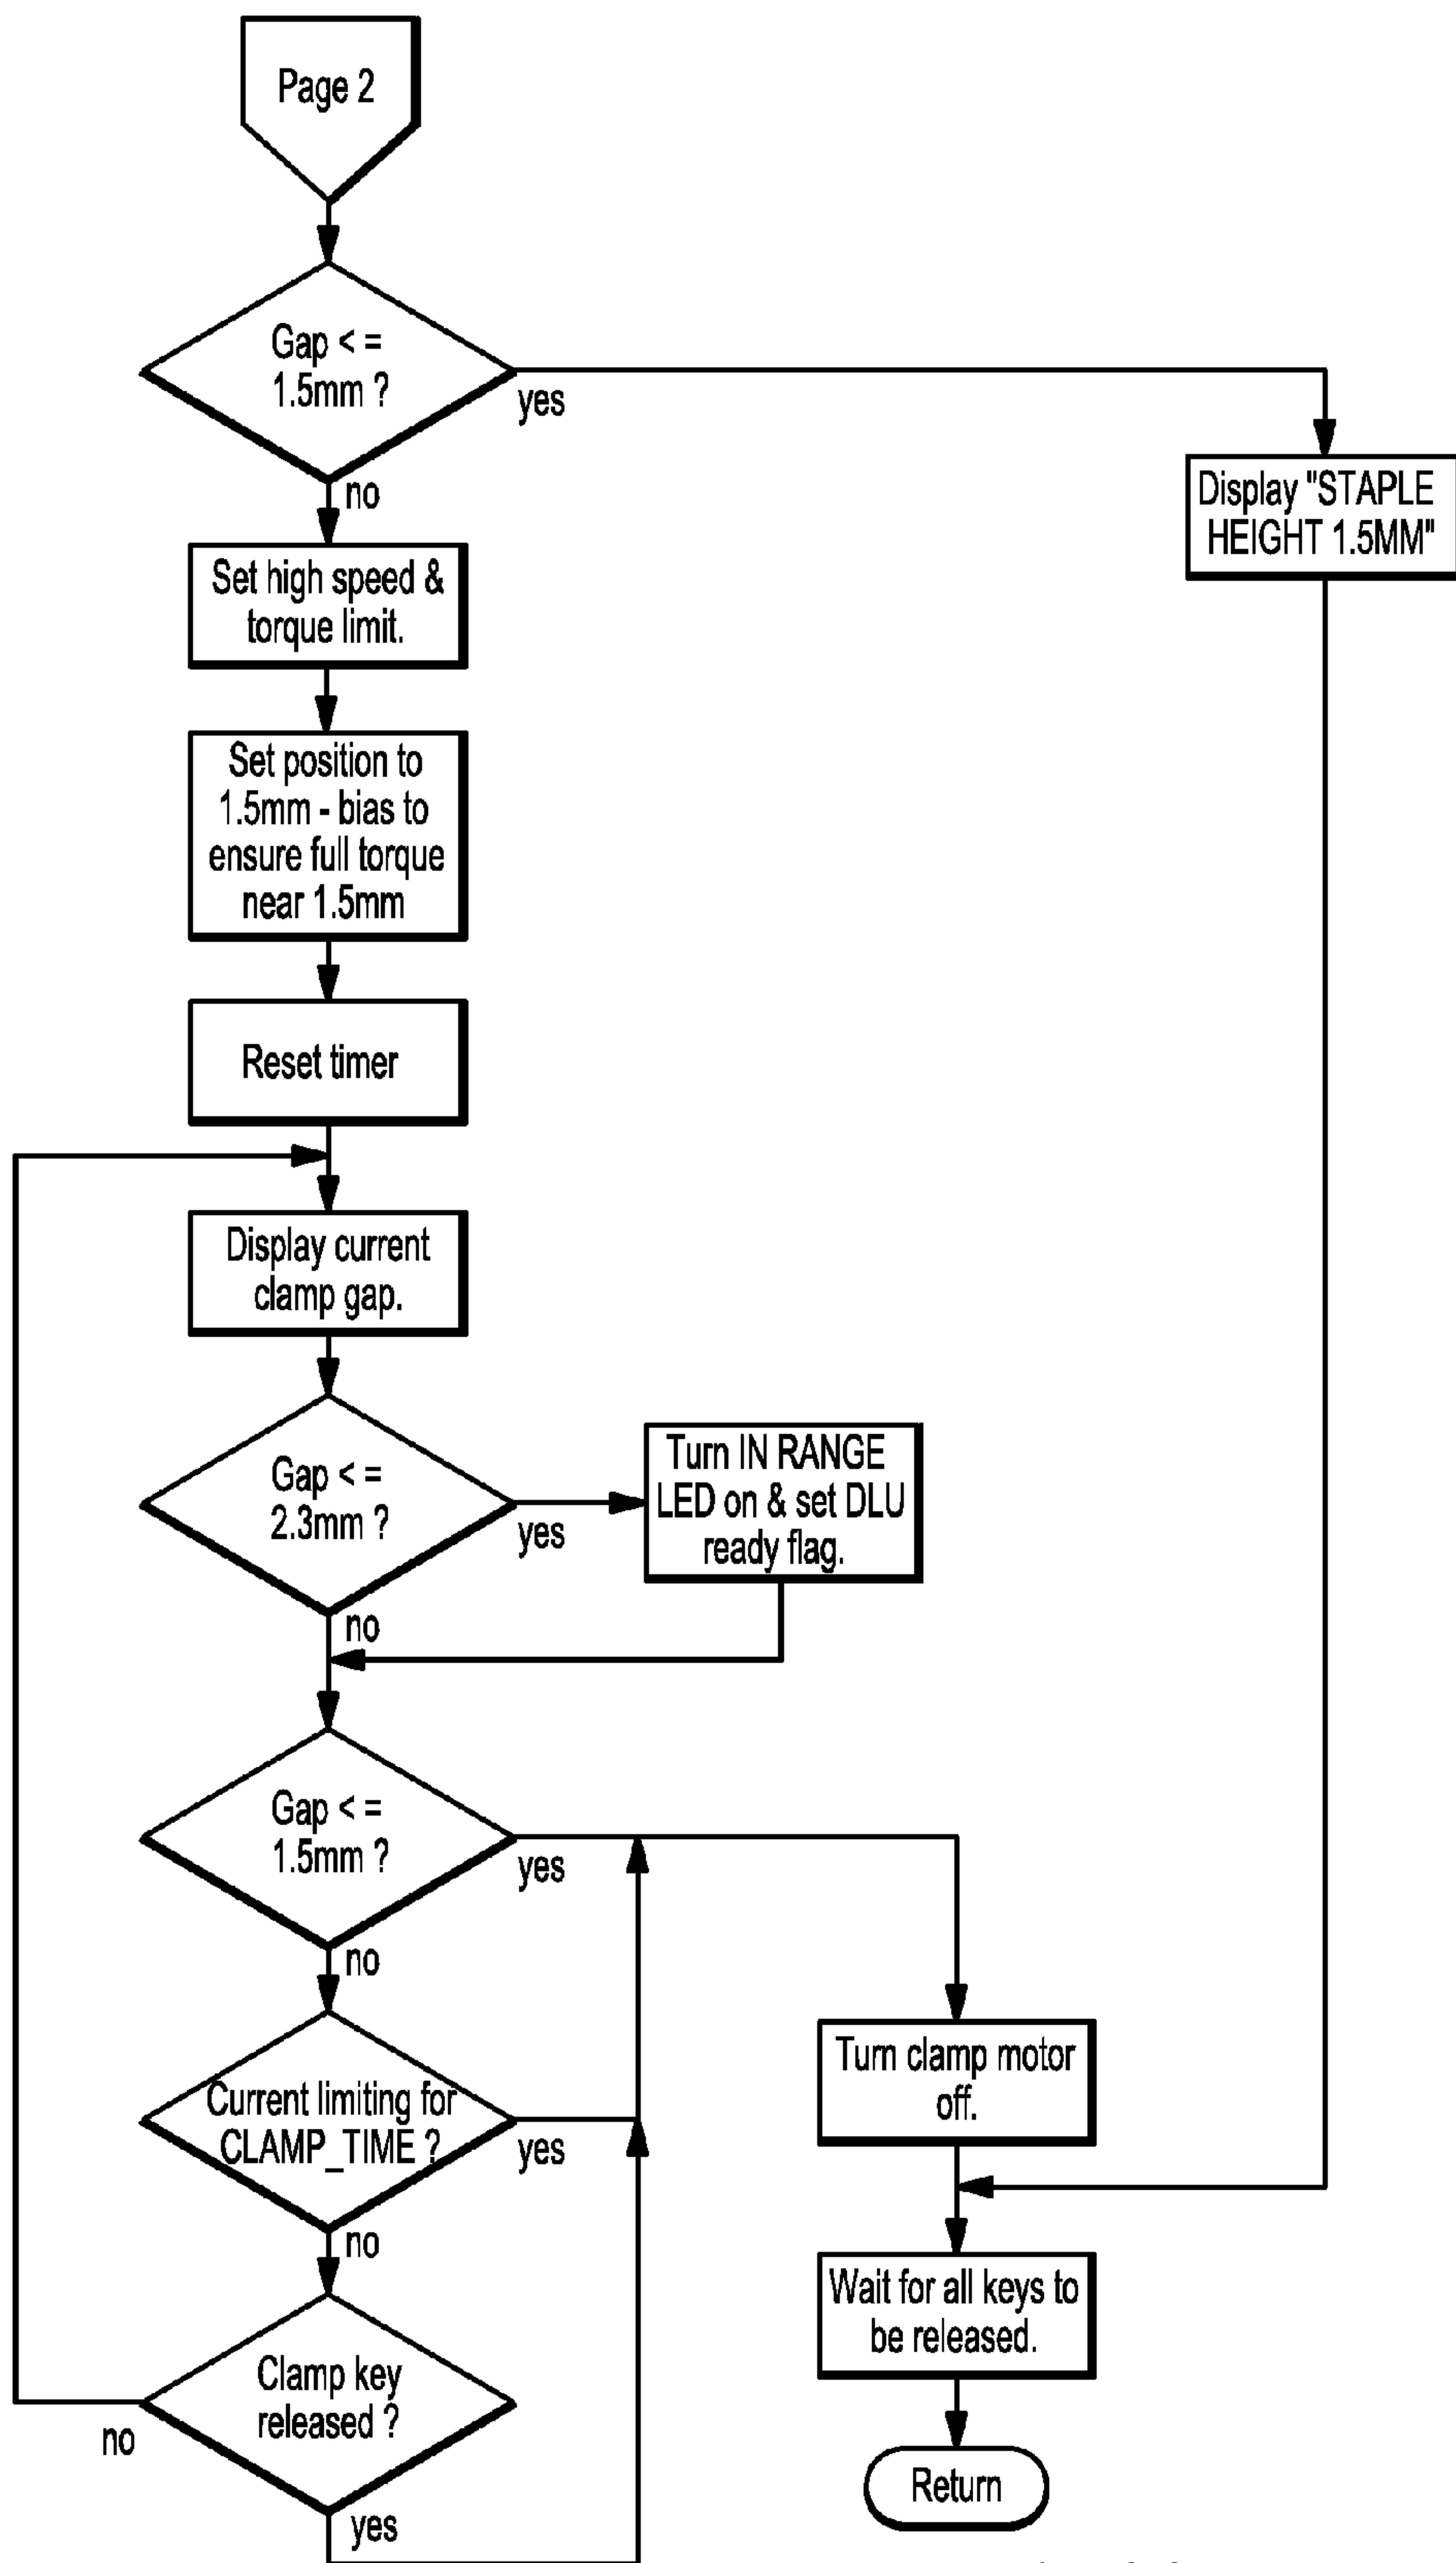 Page 2
Gap < =
1.5mm ?
yes
no
Display "STAPLE
HEIGHT 1.5MM"
Set high speed &
torque limit.
Set position to
1.5mm - bias to
ensure full torque
near 1.5mm
Reset timer
Display current
clamp gap.
Gap < =
2.3mm ?
yes
no
Turn IN RANGE
LED on & set DLU
ready flag.
Gap < =
1.5mm ?
yes
no
Current limiting for
CLAMP_TIME ?
yes
no
Turn clamp motor
off.
Wait for all keys to
be released.
Clamp key
released ?
no
yes
Return